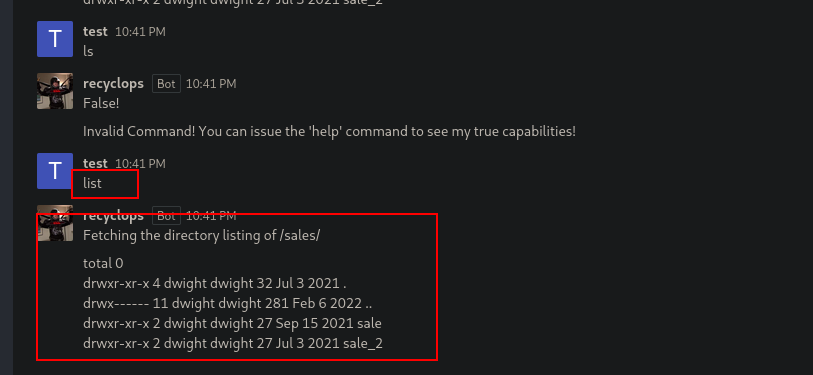 drwxr-xr-x 2 dwight dwight 27 Jul 3 2021 sale_2
T
test 10:41 PM
ls
recyclops Bot 10:41 PM
False!
Invalid Command! You can issue the 'help' command to see my true capabilities!
T
test 10:41 PM
list
recyclops Bot 10:41 PM
Fetching the directory listing of /sales/
total 0
drwxr-xr-x 4 dwight dwight 32 Jul 3 2021 .
drwx------ 11 dwight dwight 281 Feb 6 2022 ..
drwxr-xr-x 2 dwight dwight 27 Sep 15 2021 sale
drwxr-xr-x 2 dwight dwight 27 Jul 3 2021 sale_2